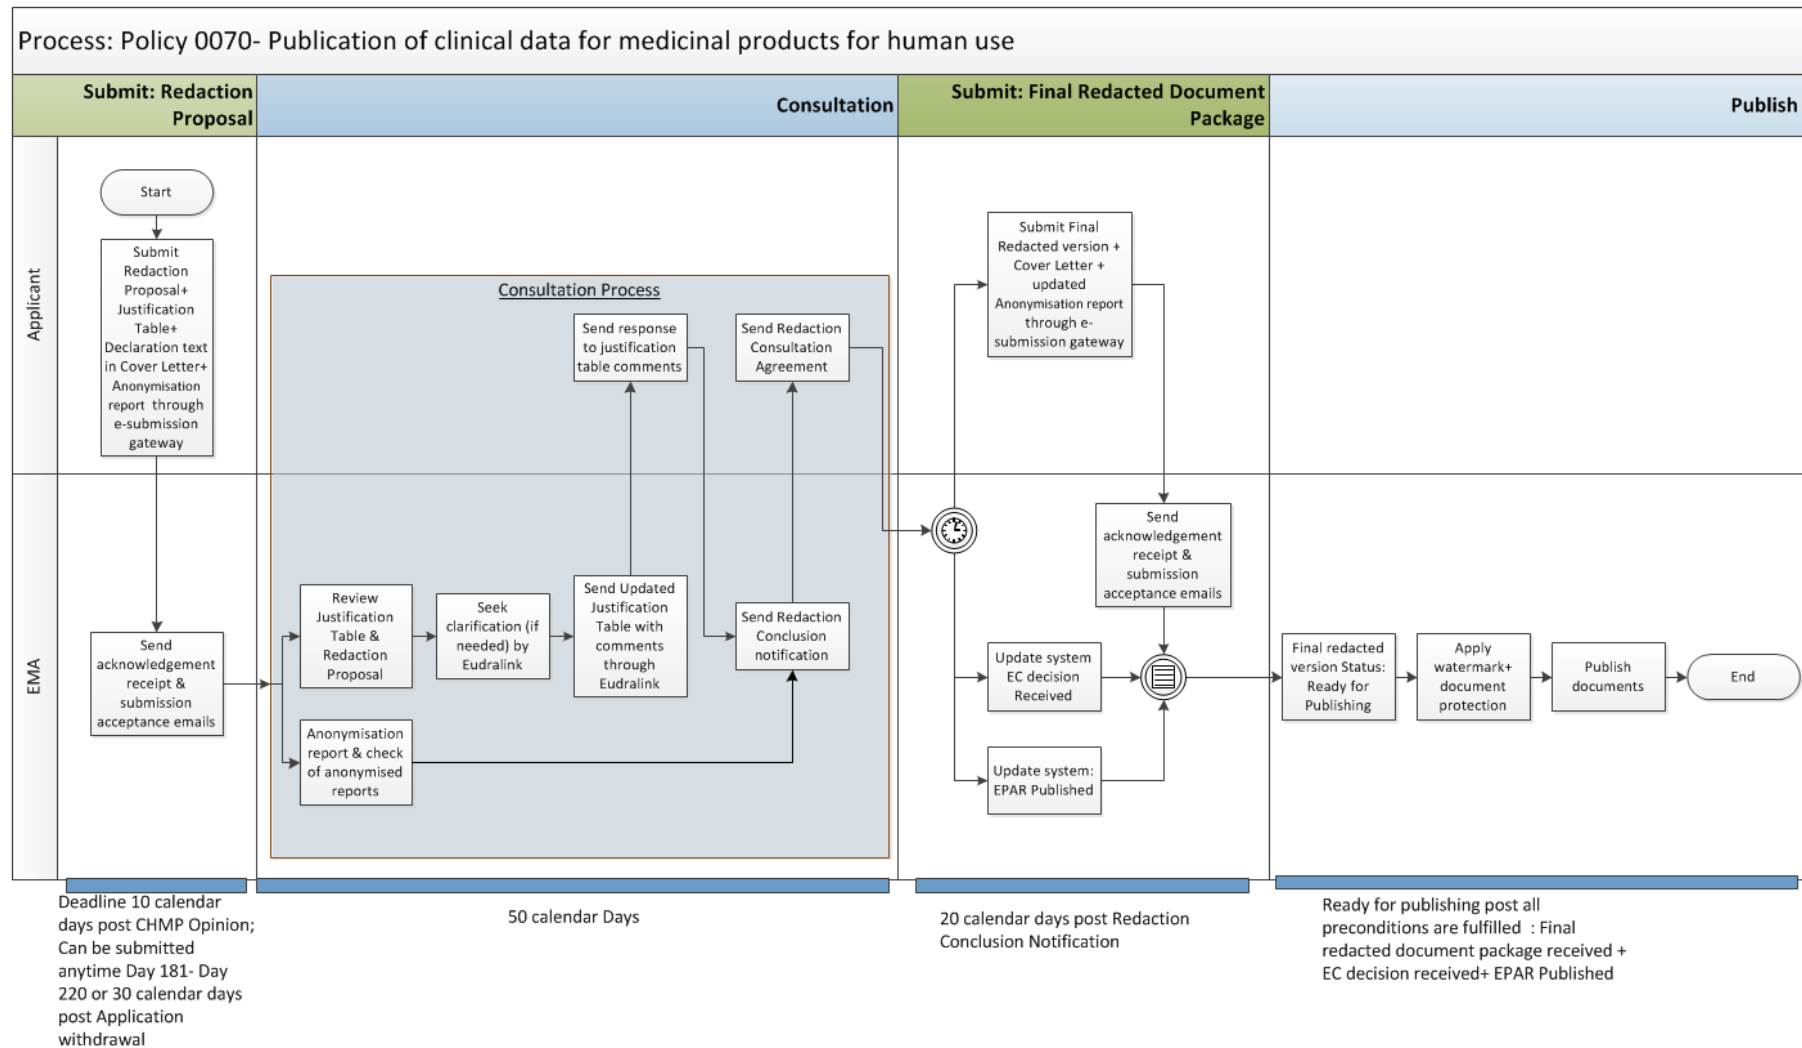 Process: Policy 0070- Publication of clinical data for medicinal products for human use
Submit: Redaction
Proposal
Consultation
Submit: Final Redacted Document
Package
Publish
Applicant
Start
Submit
Redaction
Proposal+
Justification
Table+
Declaration text
in Cover Letter+
Anonymisation
report through
e-submission
gateway
Consultation Process
Send response
to justification
table comments
Send Redaction
Consultation
Agreement
Submit Final
Redacted version +
Cover Letter +
updated
Anonymisation report
through e-
submission gateway
EMA
Send
acknowledgement
receipt &
submission
acceptance emails
Review
Justification
Table &
Redaction
Proposal
Seek
clarification (if
needed) by
Eudralink
Send Updated
Justification
Table with
comments
through
Eudralink
Send Redaction
Conclusion
notification
Anonymisation
report & check
of anonymised
reports
Send
acknowledgement
receipt &
submission
acceptance emails
Update system
EC decision
Received
Update system:
EPAR Published
Final redacted
version Status:
Ready for
Publishing
Apply
watermark+
document
protection
Publish
documents
End
Deadline 10 calendar
days post CHMP Opinion;
Can be submitted
anytime Day 181- Day
220 or 30 calendar days
post Application
withdrawal
50 calendar Days
20 calendar days post Redaction
Conclusion Notification
Ready for publishing post all
preconditions are fulfilled : Final
redacted document package received +
EC decision received+ EPAR Published